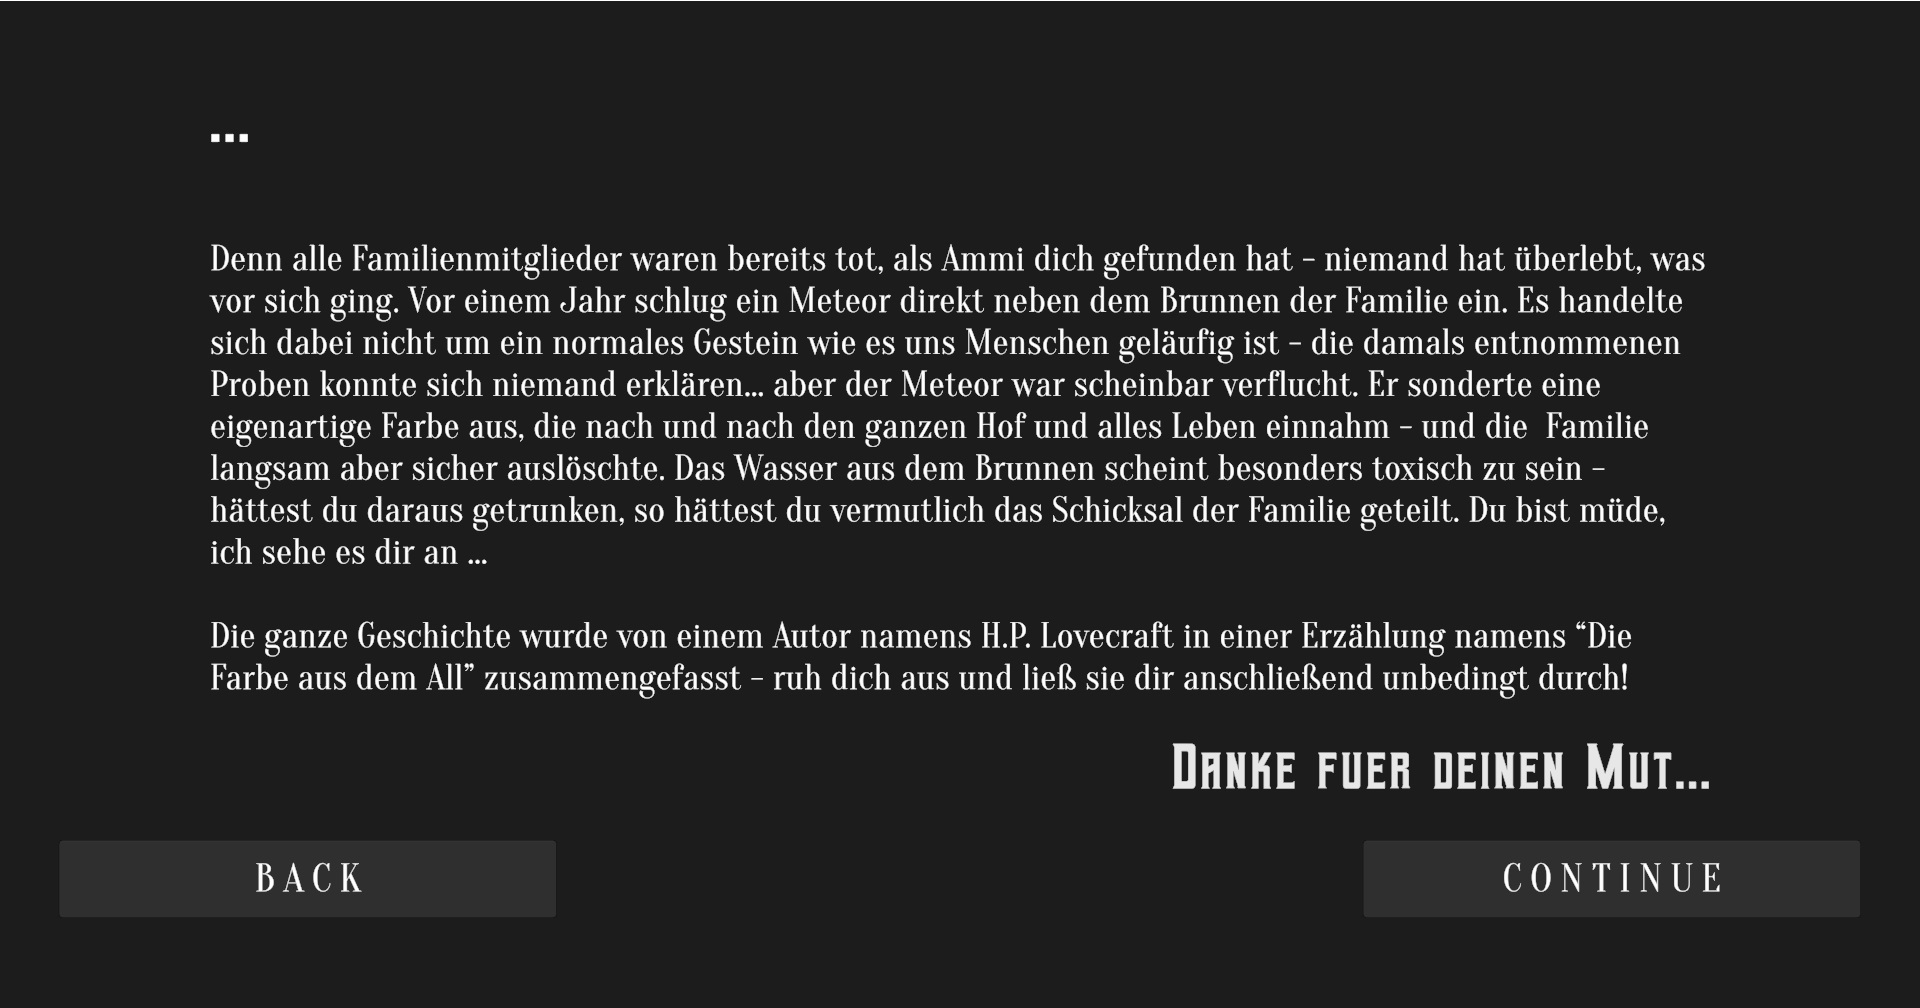 ...
Denn alle Familienmitglieder waren bereits tot, als Ammi dich gefunden hat – niemand hat überlebt, was
vor sich ging. Vor einem Jahr schlug ein Meteor direkt neben dem Brunnen der Familie ein. Es handelte
sich dabei nicht um ein normales Gestein wie es uns Menschen geläufig ist – die damals entnommenen
Proben konnte sich niemand erklären... aber der Meteor war scheinbar verflucht. Er sonderte eine
eigenartige Farbe aus, die nach und nach den ganzen Hof und alles Leben einnahm – und die  Familie
langsam aber sicher auslöschte. Das Wasser aus dem Brunnen scheint besonders toxisch zu sein –
hättest du daraus getrunken, so hättest du vermutlich das Schicksal der Familie geteilt. Du bist müde,
ich sehe es dir an ...
Die ganze Geschichte wurde von einem Autor namens H.P. Lovecraft in einer Erzählung namens “Die
Farbe aus dem All” zusammengefasst – ruh dich aus und ließ sie dir anschließend unbedingt durch!
Danke fuer deinen Mut...
BACK
CONTINUE